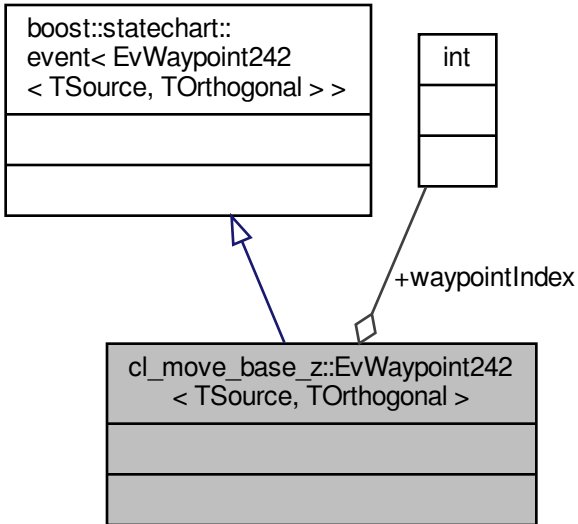 boost::statechart::
event< EvWaypoint242
< TSource, TOrthogonal > >
int
+waypointIndex
cl_move_base_z::EvWaypoint242
< TSource, TOrthogonal >